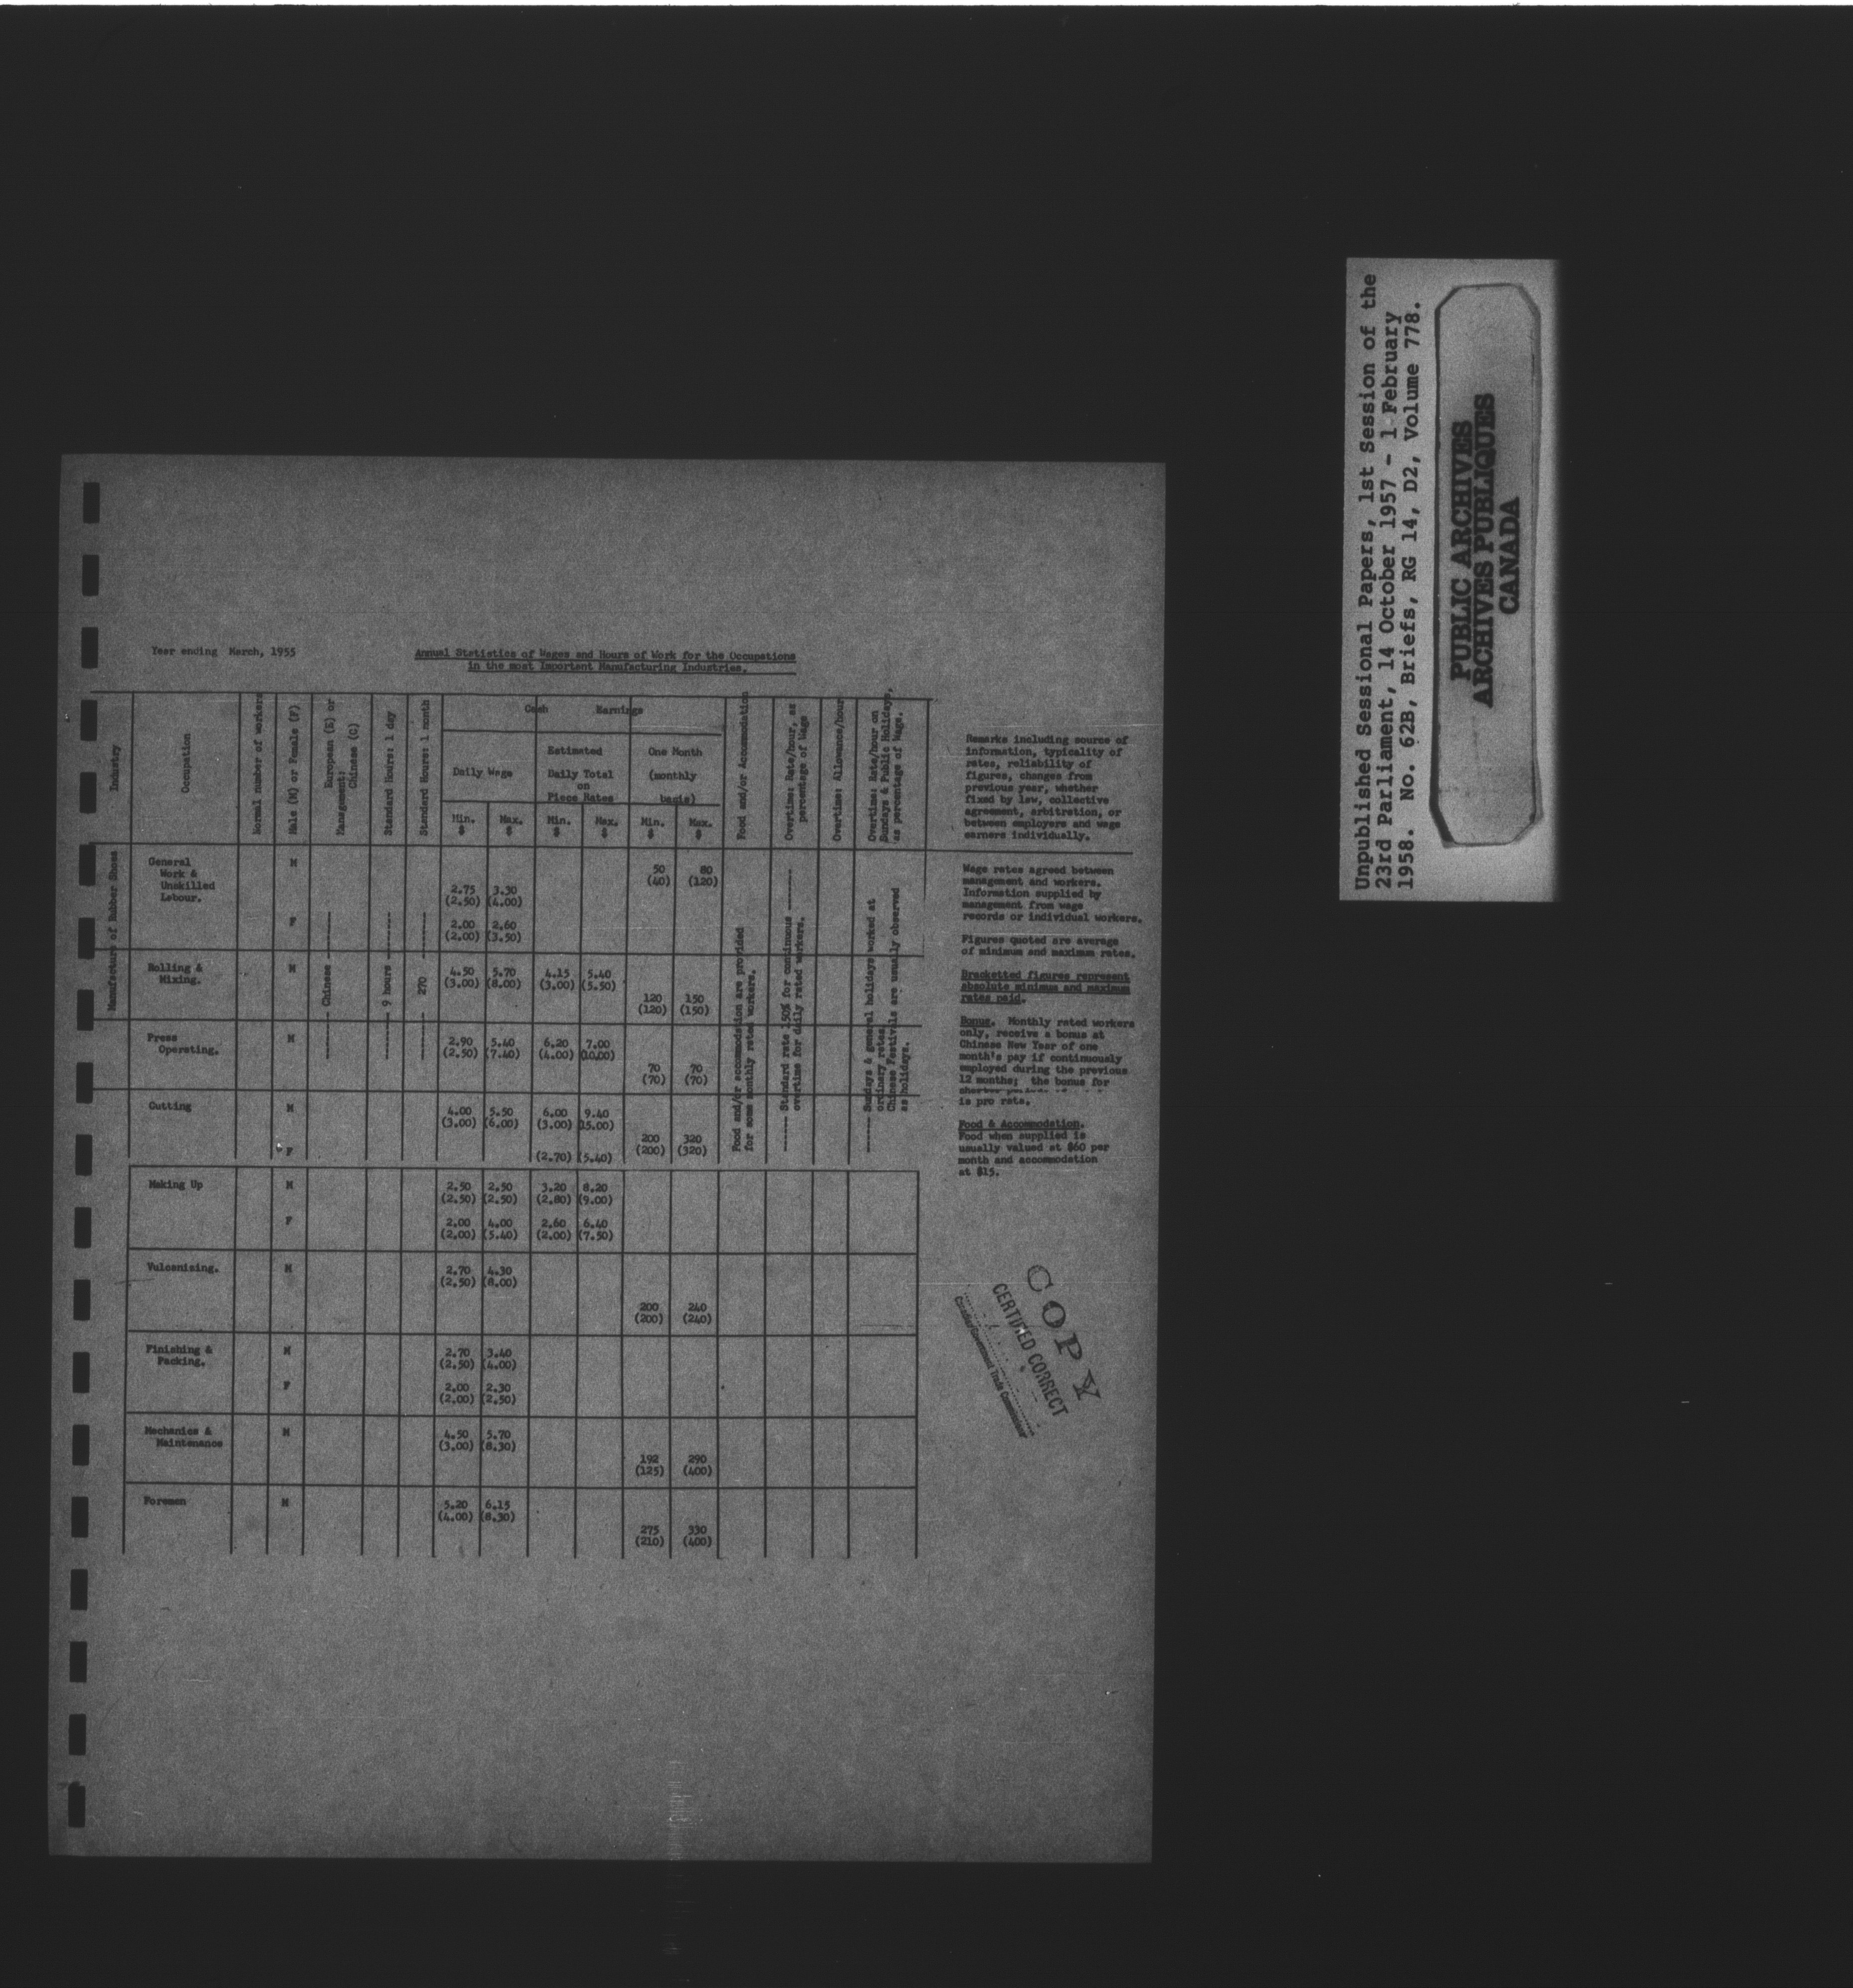 Year ending March, 1955
Annual Statistics of Wages and Hours of Work for the Occupations
in the most Important Manufacturing Industries.
Industry
Occupation
Normal number of workers
Male (M) or Female (F)
Management: European (E) or
Chinese (C)
Standard Hours: 1 day
Standard Hours: 1 month
Cash Earnings
Daily Wage
Estimated
Daily Total
on
Piece Rates
One Month
(monthly
basis)
Min. Max. Min. Max. Min. Max.
$ $ $ $ $ $
Food and/or Accommodation
Overtime: Rate/hour, as
percentage of Wage
Overtime: Allowance/hour
Overtime: Rate/hour on
Sundays & Public Holidays,
as percentage of Wage.
Remarks including source of
information, typicality of
rates, reliability of
figures, changes from
previous year, whether
fixed by law, collective
agreement, arbitration, or
between employers and wage
earners individually.
Manufacture of Rubber Shoes
-------- Chinese --------
-------- 9 hours --------
-------- 270 --------
General M 50 80
Work & (40) (120)
Unskilled 2.75 3.30
Labour. (2.50) (4.00)
F 2.00 2.60
(2.00) (3.50)
Rolling & M 4.50 5.70 4.15 5.40
Mixing. (3.00) (8.00) (3.00) (5.50)
120 150
(120) (150)
Press M 2.90 5.40 6.20 7.00
Operating. (2.50) (7.40) (4.00) (10.00)
70 70
(70) (70)
Cutting M 4.00 5.50 6.00 9.40
(3.00) (6.00) (3.00) (15.00)
200 320
F (200) (320)
(2.70) (5.40)
Making Up M 2.50 2.50 3.20 8.20
(2.50) (2.50) (2.80) (9.00)
F 2.00 4.00 2.60 6.40
(2.00) (5.40) (2.00) (7.50)
Vulcanising. M 2.70 4.30
(2.50) (8.00)
200 240
(200) (240)
Finishing & M 2.70 3.40
Packing. (2.50) (4.00)
F 2.00 2.30
(2.00) (2.50)
Mechanics & M 4.50 5.70
Maintenance (3.00) (8.30)
192 290
(125) (400)
Foremen M 5.20 6.15
(4.00) (8.30)
275 330
(210) (400)
Food and/or accommodation are provided
for some monthly rated workers.
------ Standard rate 150% for continuous ------
overtime for daily rated workers.
------ Sundays & general holidays worked at
ordinary rates.
Chinese Festivals are usually observed
as holidays.
Wage rates agreed between
management and workers.
Information supplied by
management from wage
records or individual workers.
Figures quoted are average
of minimum and maximum rates.
Bracketted figures represent
absolute minimum and maximum
rates paid.
Bonus. Monthly rated workers
only, receive a bonus at
Chinese New Year of one
month's pay if continuously
employed during the previous
12 months; the bonus for
is pro rata.
Food & Accommodation.
Food when supplied is
usually valued at $60 per
month and accommodation
at $15.
COPY
CERTIFIED CORRECT
Canadian Government Trade Commissioner
Unpublished Sessional Papers, 1st Session of the
23rd Parliament, 14 October 1957 - 1 February
1958. No. 62B, Briefs, RG 14, D2, Volume 778.
PUBLIC ARCHIVES
ARCHIVES PUBLIQUES
CANADA